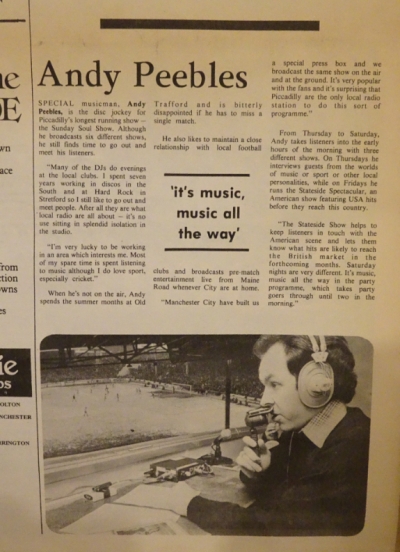 Andy Peebles
SPECIAL musicman, Andy
Peebles, is the disc jockey for
Piccadilly's longest running show —
the Sunday Soul Show. Although
he broadcasts six different shows,
he still finds time to go out and
meet his listeners.
"Many of the DJs do evenings
at the local clubs. I spent seven
years working in discos in the
South and at Hard Rock in
Stretford so I still like to go out and
meet people. After all they are what
local radio are all about — it's no
use sitting in splendid isolation in
the studio.
"I'm very lucky to be working
in an area which interests me. Most
of my spare time is spent listening
to music although I do love sport,
especially cricket."
When he's not on the air, Andy
spends the summer months at Old
Trafford and is bitterly
disappointed if he has to miss a
single match.
He also likes to maintain a close
relationship with local football
'it's music,
music all
the way'
clubs and broadcasts pre-match
entertainment live from Maine
Road whenever City are at home.
"Manchester City have built us
a special press box and we
broadcast the same show on the air
and at the ground. It's very popular
with the fans and it's surprising that
Piccadilly are the only local radio
station to do this sort of
programme."
From Thursday to Saturday,
Andy takes listeners into the early
hours of the morning with three
different shows. On Thursdays he
interviews guests from the worlds
of music or sport or other local
personalities, while on Fridays he
runs the Stateside Spectacular, an
American show featuring USA hits
before they reach this country.
"The Stateside Show helps to
keep listeners in touch with the
American scene and lets them
know what hits are likely to reach
the British market in the
forthcoming months. Saturday
nights are very different. It's music,
music all the way in the party
programme, which takes party
goers through until two in the
morning."